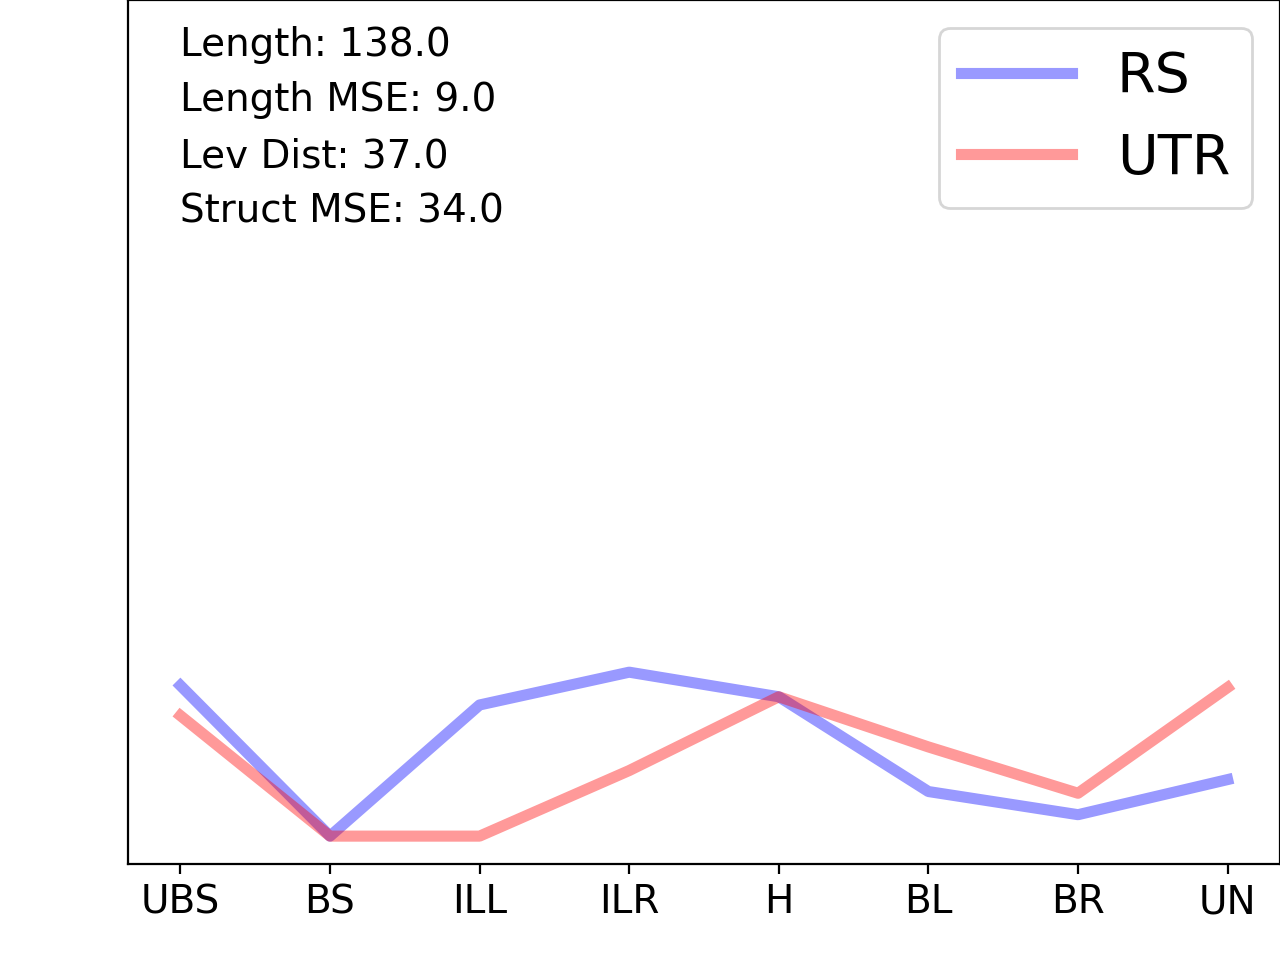 Length: 138.0
Length MSE: 9.0
Lev Dist: 37.0
Struct MSE: 34.0
RS
UTR
UBS BS ILL ILR H BL BR UN